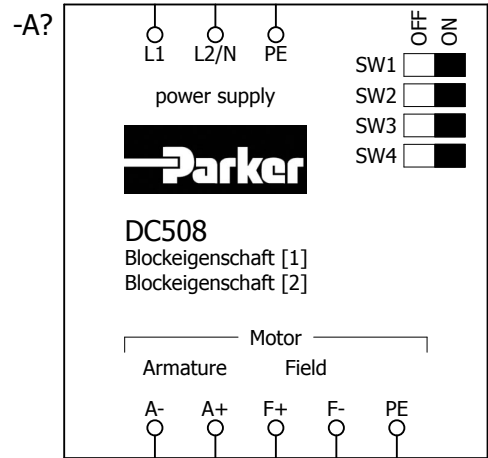 -A?
L1 L2/N PE
OFF ON
power supply
SW1
SW2
SW3
SW4
Parker
DC508
Blockeigenschaft [1]
Blockeigenschaft [2]
Motor
Armature Field
A- A+ F+ F- PE